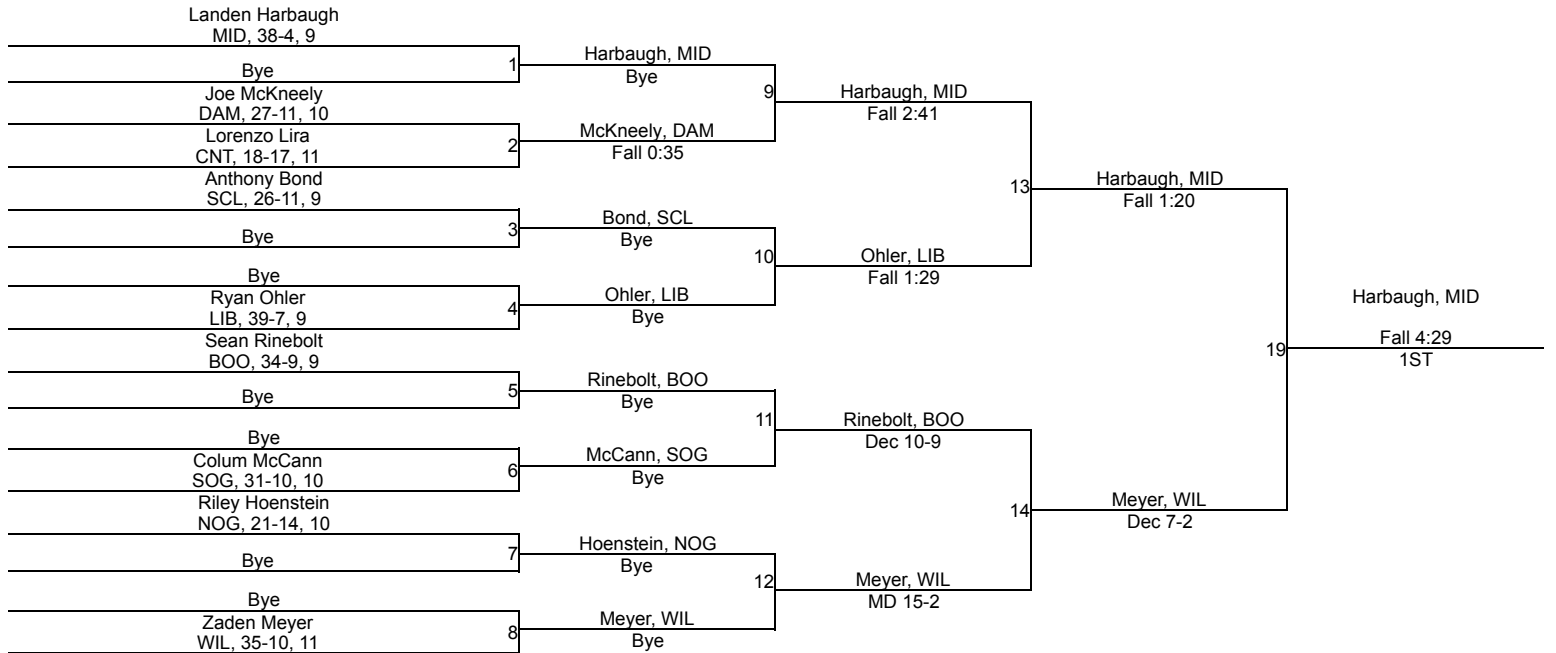 Landen Harbaugh
MID, 38-4, 9
Bye
1
Joe McKneely
DAM, 27-11, 10
Lorenzo Lira
CNT, 18-17, 11
2
Anthony Bond
SCL, 26-11, 9
Bye
3
Bye
Ryan Ohler
LIB, 39-7, 9
4
Sean Rinebolt
BOO, 34-9, 9
Bye
5
Bye
Colum McCann
SOG, 31-10, 10
6
Riley Hoenstein
NOG, 21-14, 10
Bye
7
Bye
Zaden Meyer
WIL, 35-10, 11
8
Harbaugh, MID
Bye
9
McKneely, DAM
Fall 0:35
Bond, SCL
Bye
10
Ohler, LIB
Bye
Rinebolt, BOO
Bye
11
McCann, SOG
Bye
Hoenstein, NOG
Bye
12
Meyer, WIL
Bye
Harbaugh, MID
Fall 2:41
13
Ohler, LIB
Fall 1:29
Rinebolt, BOO
Dec 10-9
14
Meyer, WIL
MD 15-2
Harbaugh, MID
Fall 1:20
19
Meyer, WIL
Dec 7-2
Harbaugh, MID
Fall 4:29
1ST